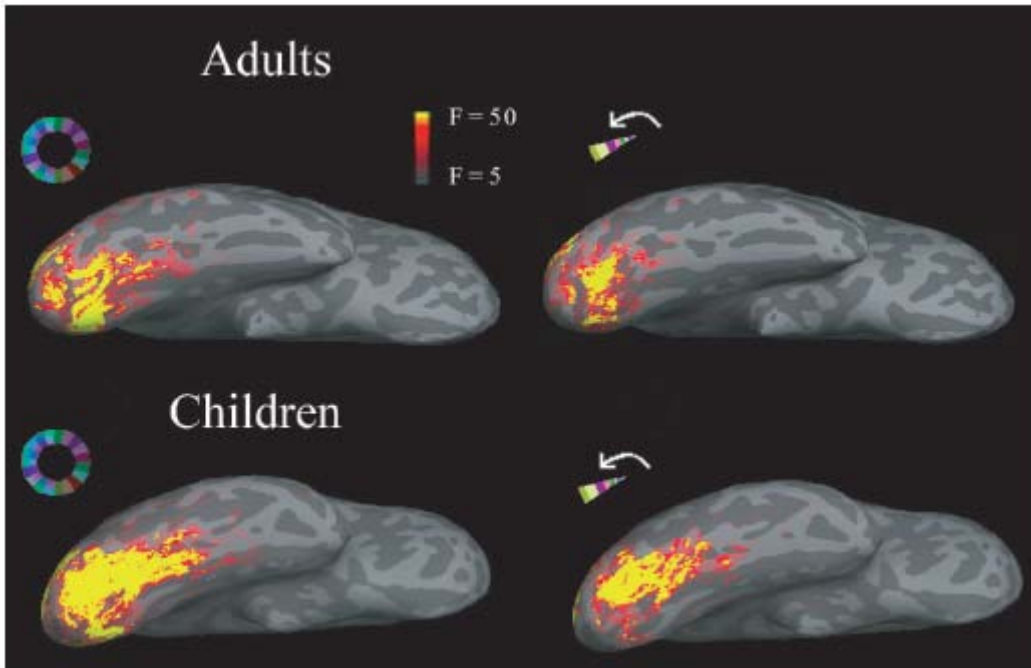 Adults
F = 50
F = 5
Children